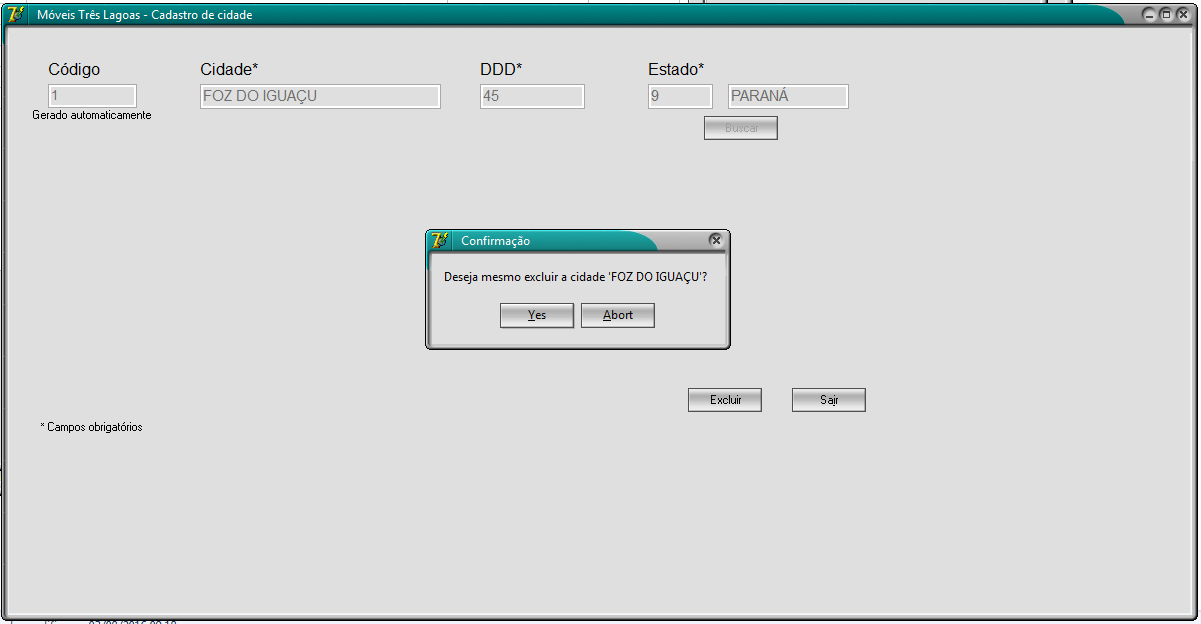 Móveis Três Lagoas - Cadastro de cidade
Código Cidade* DDD* Estado*
1 FOZ DO IGUAÇU 45 9 PARANÁ
Gerado automaticamente
Buscar
Confirmação
Deseja mesmo excluir a cidade 'FOZ DO IGUAÇU'?
Yes Abort
Excluir Sair
* Campos obrigatórios